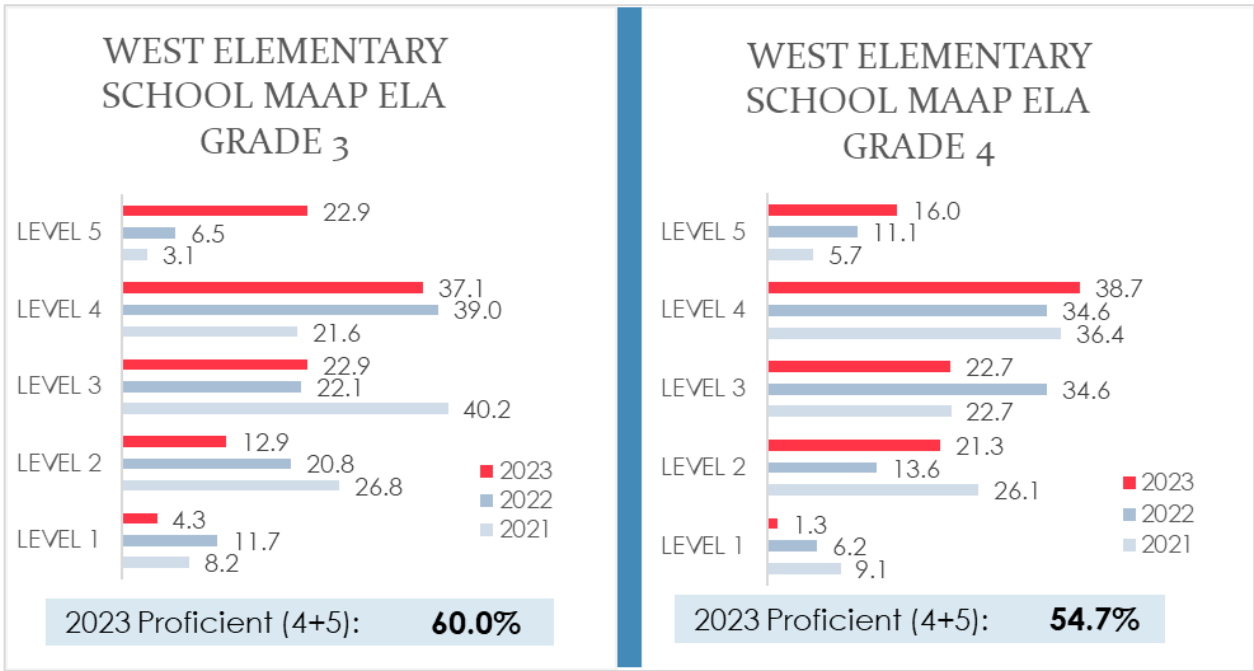 WEST ELEMENTARY
SCHOOL MAAP ELA
GRADE 3
LEVEL 5
22.9
6.5
3.1
LEVEL 4
37.1
39.0
21.6
LEVEL 3
22.9
22.1
40.2
LEVEL 2
12.9
20.8
26.8
LEVEL 1
4.3
11.7
8.2
2023
2022
2021
2023 Proficient (4+5): 60.0%
WEST ELEMENTARY
SCHOOL MAAP ELA
GRADE 4
LEVEL 5
16.0
11.1
5.7
LEVEL 4
38.7
34.6
36.4
LEVEL 3
22.7
34.6
22.7
LEVEL 2
21.3
13.6
26.1
LEVEL 1
1.3
6.2
9.1
2023
2022
2021
2023 Proficient (4+5): 54.7%